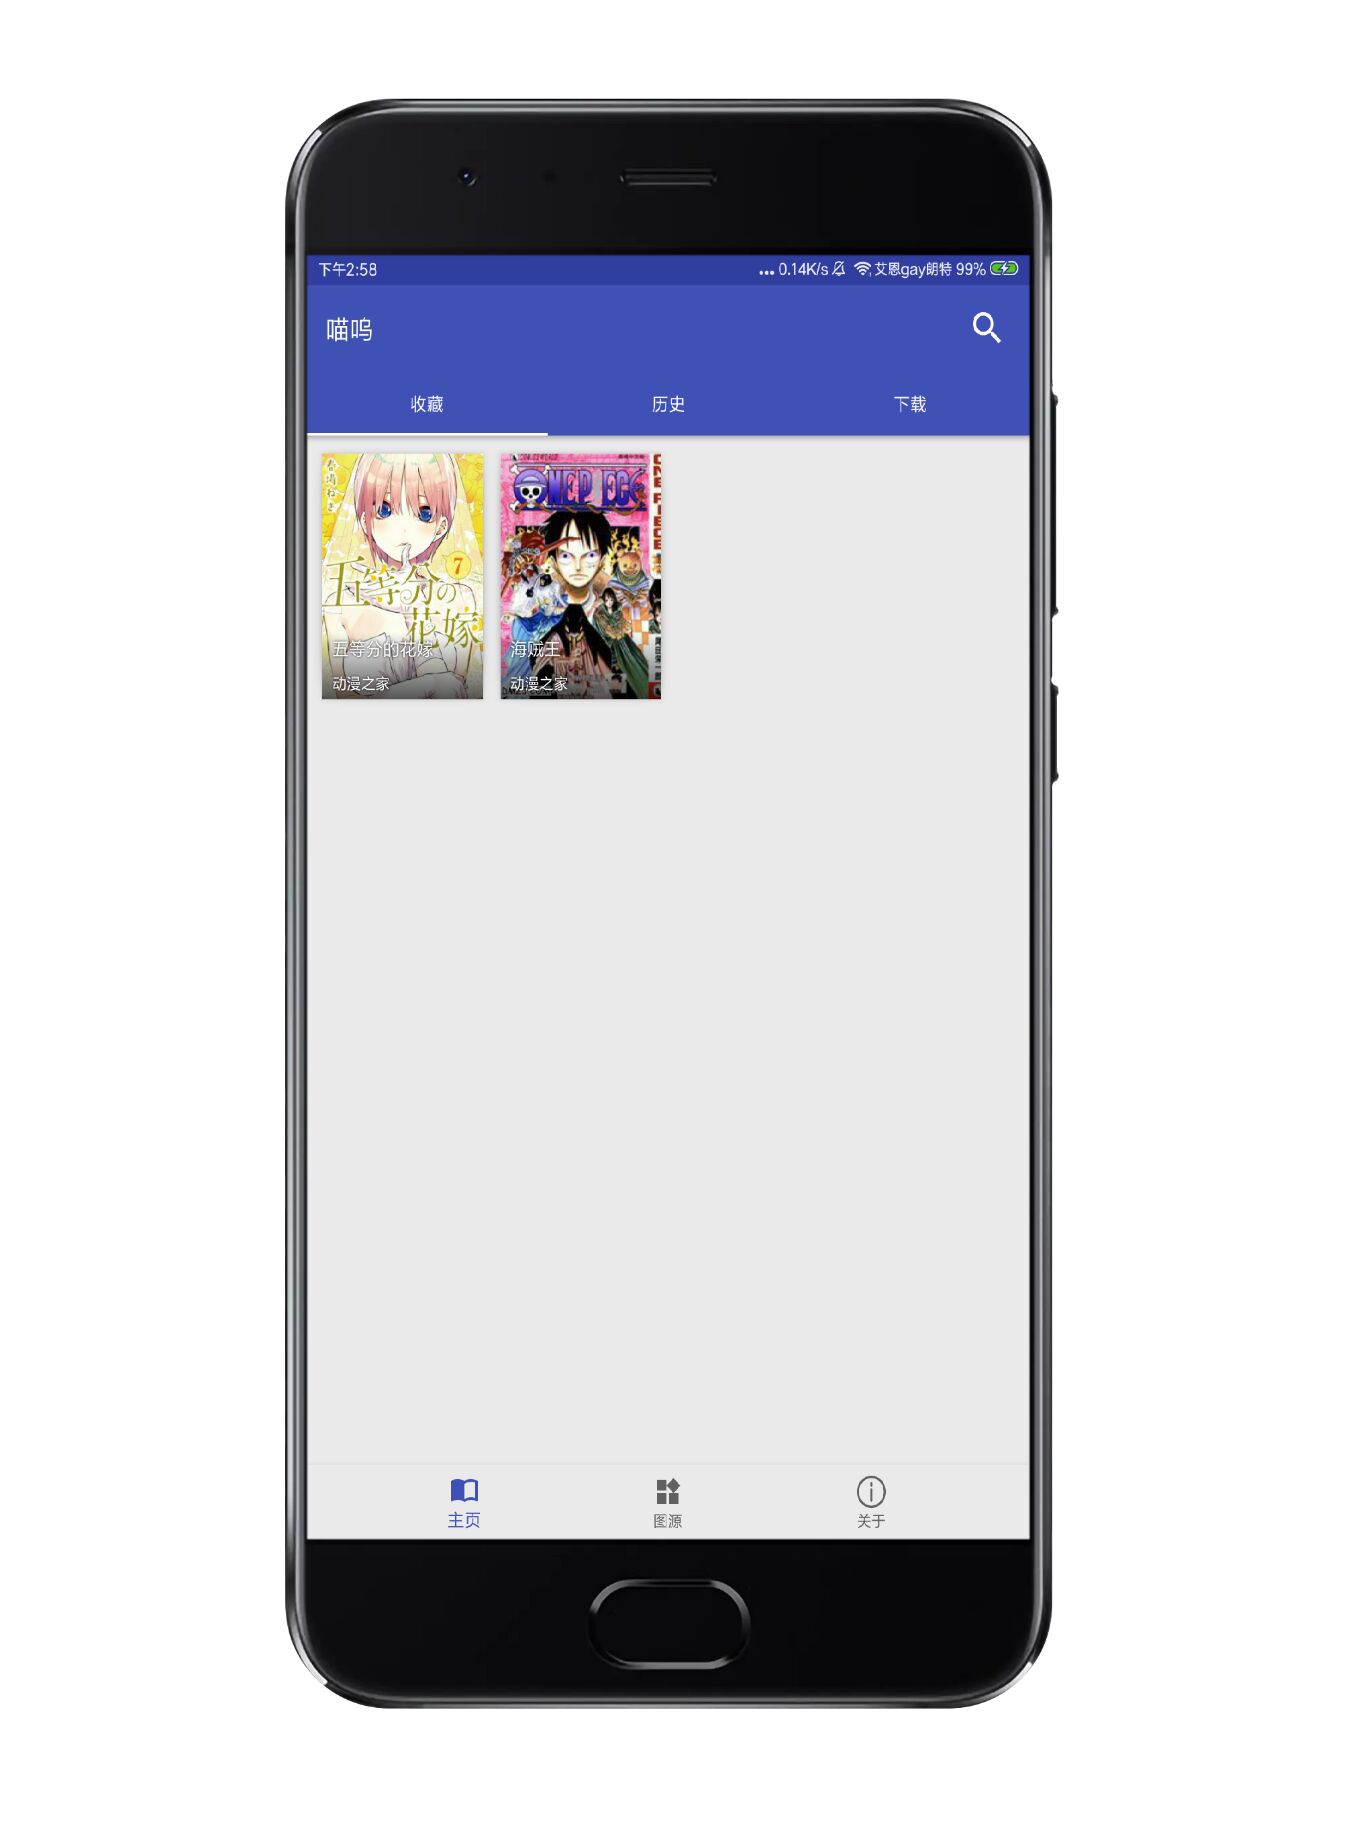 下午2:58
... 0.14K/s 艾恩gay朗特 99%
喵呜
收藏
历史
下载
春場ねぎ
7
五等分の
花嫁
五等分的花嫁
动漫之家
ONE PIECE
海贼王
动漫之家
主页
图源
关于